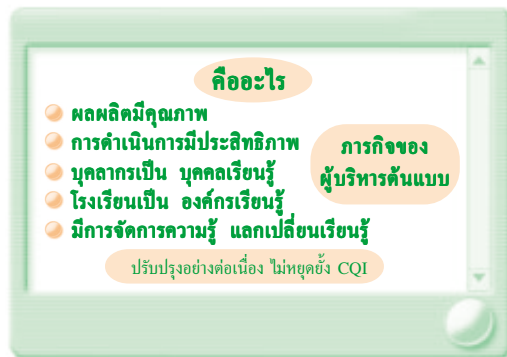 คืออะไร
ผลผลิตมีคุณภาพ
การดำเนินการมีประสิทธิภาพ
บุคลากรเป็น บุคคลเรียนรู้
โรงเรียนเป็น องค์กรเรียนรู้
มีการจัดการความรู้ แลกเปลี่ยนเรียนรู้
ภารกิจของ
ผู้บริหารต้นแบบ
ปรับปรุงอย่างต่อเนื่อง ไม่หยุดยั้ง CQI